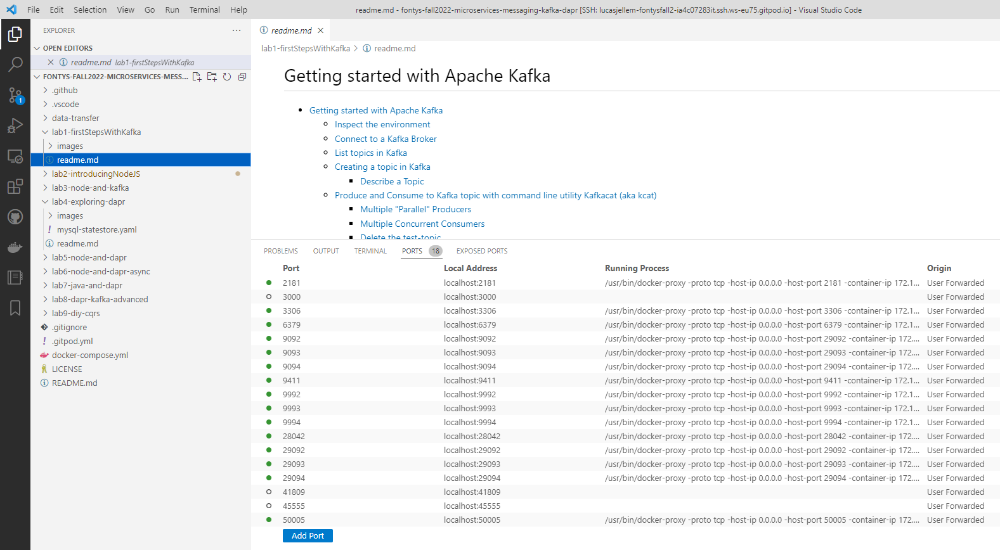 File Edit Selection View Go Run Terminal Help readme.md - fontys-fall2022-microservices-messaging-kafka-dapr [SSH: lucasjellem-fontysfall2-ia4c07283it.ssh.ws-eu75.gitpod.io] - Visual Studio Code
EXPLORER ...
OPEN EDITORS
readme.md lab1-firstStepsWithKafka
FONTYS-FALL2022-MICROSERVICES-MESS...
.github
1
.vscode
data-transfer
lab1-firstStepsWithKafka
images
readme.md
lab2-introducingNodeJS
lab3-node-and-kafka
lab4-exploring-dapr
images
! mysql-statestore.yaml
readme.md
lab5-node-and-dapr
lab6-node-and-dapr-async
lab7-java-and-dapr
lab8-dapr-kafka-advanced
lab9-diy-cqrs
.gitignore
! .gitpod.yml
docker-compose.yml
LICENSE
README.md
readme.md
lab1-firstStepsWithKafka > readme.md
Getting started with Apache Kafka
Getting started with Apache Kafka
Inspect the environment
Connect to a Kafka Broker
List topics in Kafka
Creating a topic in Kafka
Describe a Topic
Produce and Consume to Kafka topic with command line utility Kafkacat (aka kcat)
Multiple "Parallel" Producers
Multiple Concurrent Consumers
Delete the test-topic
PROBLEMS OUTPUT TERMINAL PORTS 18 EXPOSED PORTS
Port Local Address Running Process Origin
2181 localhost:2181 /usr/bin/docker-proxy -proto tcp -host-ip 0.0.0.0 -host-port 2181 -container-ip 172.1... User Forwarded
3000 localhost:3000 User Forwarded
3306 localhost:3306 /usr/bin/docker-proxy -proto tcp -host-ip 0.0.0.0 -host-port 3306 -container-ip 172.1... User Forwarded
6379 localhost:6379 /usr/bin/docker-proxy -proto tcp -host-ip 0.0.0.0 -host-port 6379 -container-ip 172.1... User Forwarded
9092 localhost:9092 /usr/bin/docker-proxy -proto tcp -host-ip 0.0.0.0 -host-port 29092 -container-ip 172.... User Forwarded
9093 localhost:9093 /usr/bin/docker-proxy -proto tcp -host-ip 0.0.0.0 -host-port 29093 -container-ip 172.... User Forwarded
9094 localhost:9094 /usr/bin/docker-proxy -proto tcp -host-ip 0.0.0.0 -host-port 29094 -container-ip 172.... User Forwarded
9411 localhost:9411 /usr/bin/docker-proxy -proto tcp -host-ip 0.0.0.0 -host-port 9411 -container-ip 172.1... User Forwarded
9992 localhost:9992 /usr/bin/docker-proxy -proto tcp -host-ip 0.0.0.0 -host-port 9992 -container-ip 172.1... User Forwarded
9993 localhost:9993 /usr/bin/docker-proxy -proto tcp -host-ip 0.0.0.0 -host-port 9993 -container-ip 172.1... User Forwarded
9994 localhost:9994 /usr/bin/docker-proxy -proto tcp -host-ip 0.0.0.0 -host-port 9994 -container-ip 172.1... User Forwarded
28042 localhost:28042 /usr/bin/docker-proxy -proto tcp -host-ip 0.0.0.0 -host-port 28042 -container-ip 172.... User Forwarded
29092 localhost:29092 /usr/bin/docker-proxy -proto tcp -host-ip 0.0.0.0 -host-port 29092 -container-ip 172.... User Forwarded
29093 localhost:29093 /usr/bin/docker-proxy -proto tcp -host-ip 0.0.0.0 -host-port 29093 -container-ip 172.... User Forwarded
29094 localhost:29094 /usr/bin/docker-proxy -proto tcp -host-ip 0.0.0.0 -host-port 29094 -container-ip 172.... User Forwarded
41809 localhost:41809 User Forwarded
45555 localhost:45555 User Forwarded
50005 localhost:50005 /usr/bin/docker-proxy -proto tcp -host-ip 0.0.0.0 -host-port 50005 -container-ip 172.... User Forwarded
Add Port